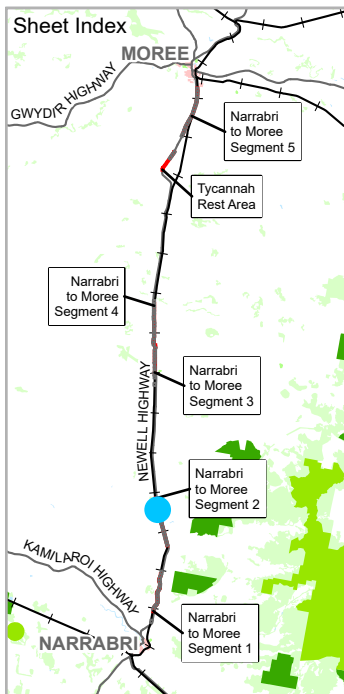 Sheet Index
MOREE
GWYDIR HIGHWAY
Narrabri
to Moree
Segment 5
Tycannah
Rest Area
Narrabri
to Moree
Segment 4
Narrabri
to Moree
Segment 3
NEWELL HIGHWAY
Narrabri
to Moree
Segment 2
KAMILAROI HIGHWAY
Narrabri
to Moree
Segment 1
NARRABRI